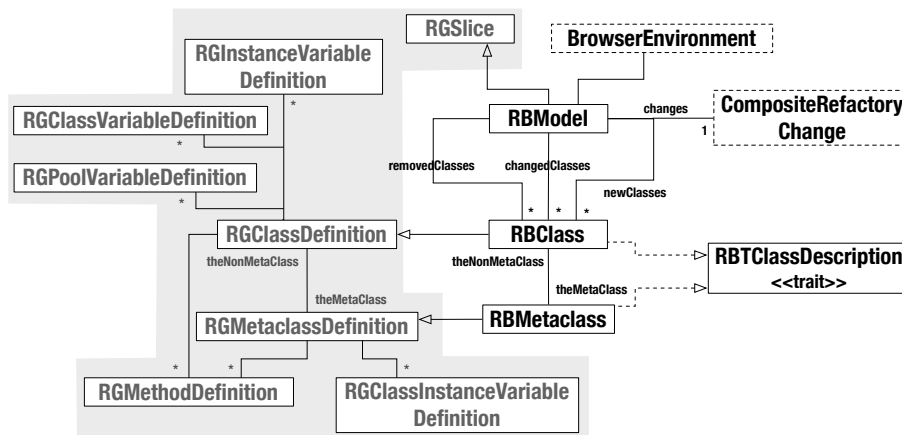 RGSlice
BrowserEnvironment
RGInstanceVariable
Definition
*
RGClassVariableDefinition
*
RBModel
changes
1
CompositeRefactory
Change
RGPoolVariableDefinition
*
removedClasses
changedClasses
newClasses
* * *
RGClassDefinition
RBClass
RBTClassDescription
<<trait>>
theNonMetaClass
theNonMetaClass
theMetaClass
theMetaClass
RGMetaclassDefinition
RBMetaclass
* * *
RGMethodDefinition
RGClassInstanceVariable
Definition